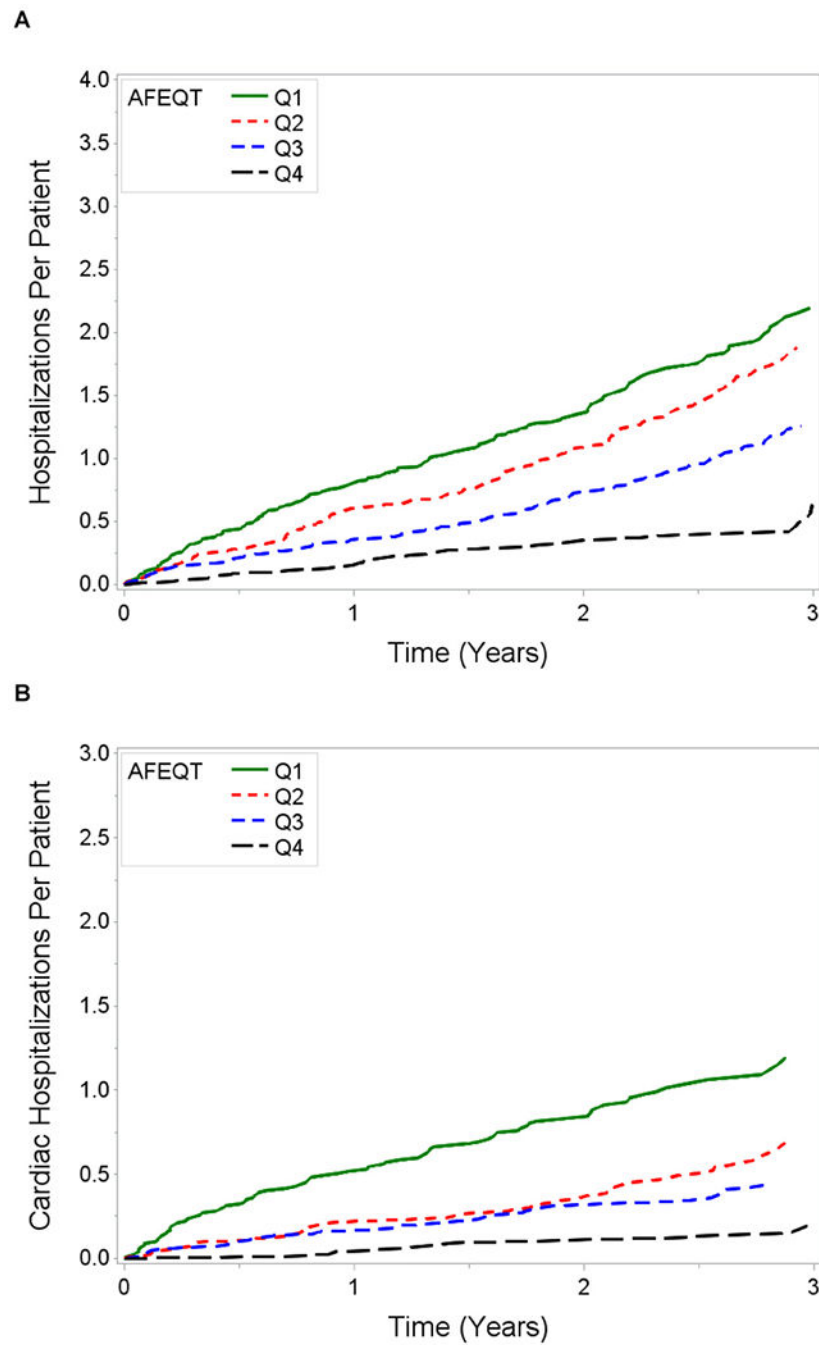 A
Hospitalizations Per Patient
4.0
3.5
3.0
2.5
2.0
1.5
1.0
0.5
0.0
AFEQT
Q1
Q2
Q3
Q4
0 1 2 3
Time (Years)
B
Cardiac Hospitalizations Per Patient
3.0
2.5
2.0
1.5
1.0
0.5
0.0
AFEQT
Q1
Q2
Q3
Q4
0 1 2 3
Time (Years)